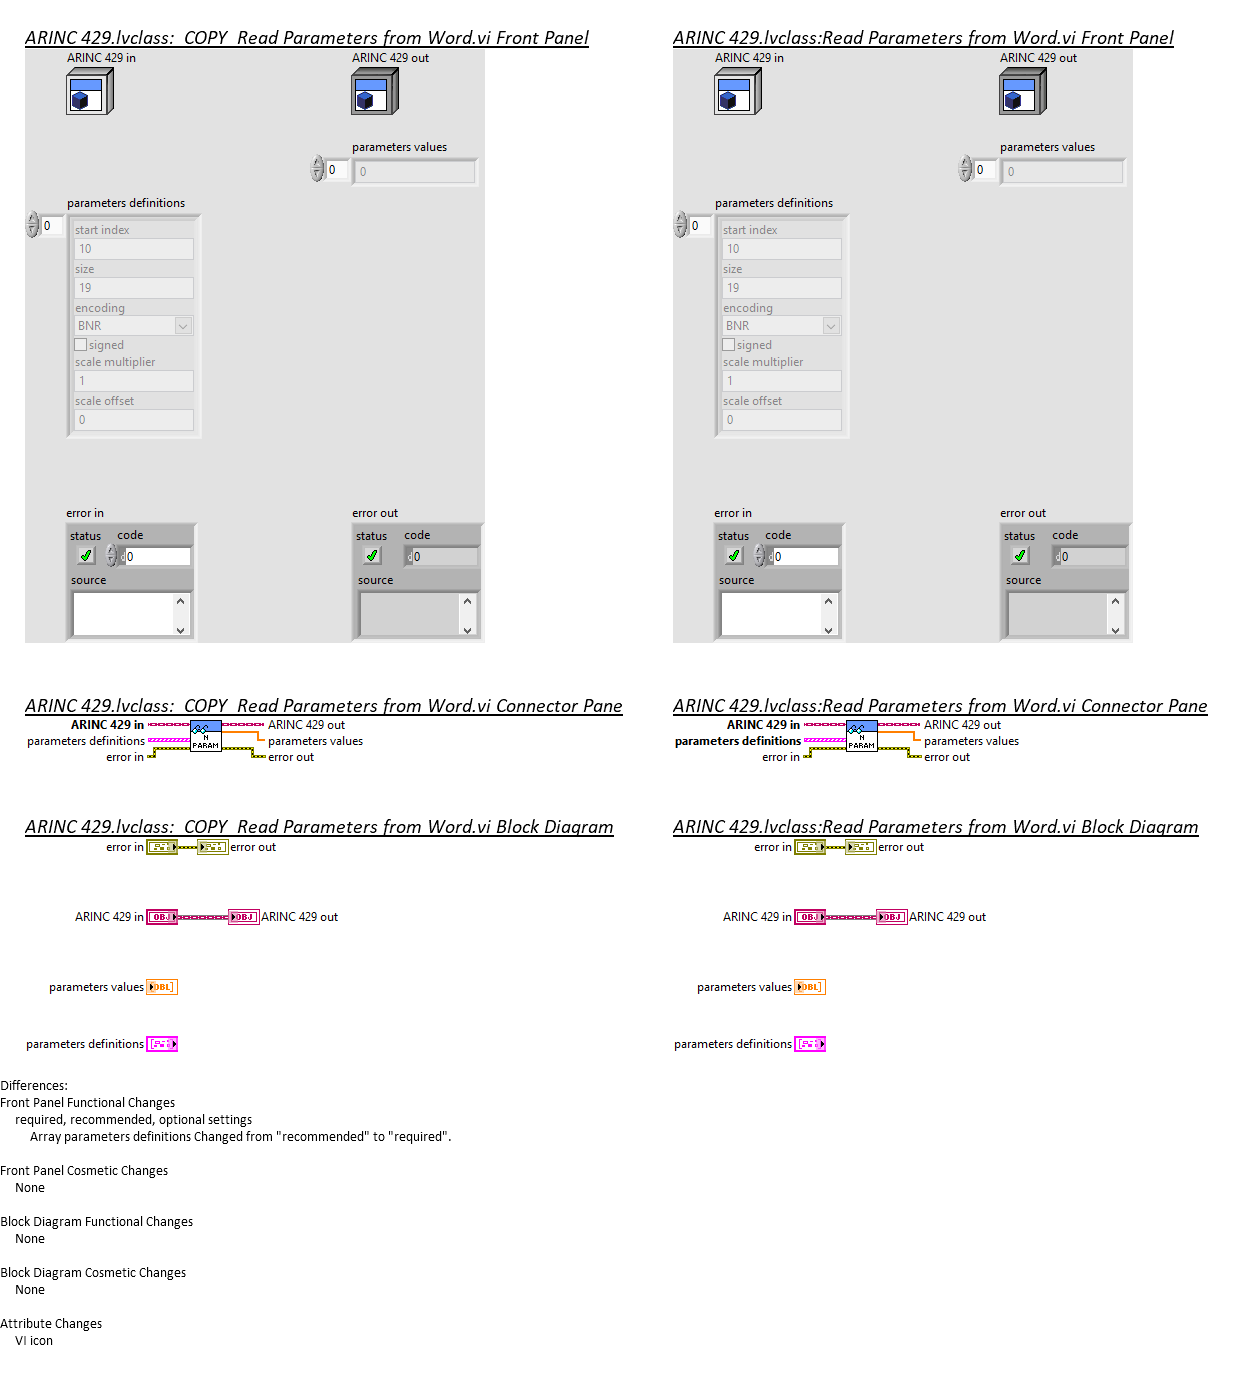 ARINC 429.lvclass:_COPY_Read Parameters from Word.vi Front Panel
ARINC 429 in
ARINC 429 out
parameters values
0
0
parameters definitions
0
start index
10
size
19
encoding
BNR
signed
scale multiplier
1
scale offset
0
error in
status
code
d0
source
error out
status
code
d0
source
ARINC 429.lvclass:Read Parameters from Word.vi Front Panel
ARINC 429 in
ARINC 429 out
parameters values
0
0
parameters definitions
0
start index
10
size
19
encoding
BNR
signed
scale multiplier
1
scale offset
0
error in
status
code
d0
source
error out
status
code
d0
source
ARINC 429.lvclass:_COPY_Read Parameters from Word.vi Connector Pane
ARINC 429 in
ARINC 429 out
parameters definitions
N
PARAM
parameters values
error in
error out
ARINC 429.lvclass:Read Parameters from Word.vi Connector Pane
ARINC 429 in
ARINC 429 out
parameters definitions
N
PARAM
parameters values
error in
error out
ARINC 429.lvclass:_COPY_Read Parameters from Word.vi Block Diagram
error in
error out
ARINC 429 in
OBJ
OBJ
ARINC 429 out
parameters values
DBL]
parameters definitions
ARINC 429.lvclass:Read Parameters from Word.vi Block Diagram
error in
error out
ARINC 429 in
OBJ
OBJ
ARINC 429 out
parameters values
DBL]
parameters definitions
Differences:
Front Panel Functional Changes
required, recommended, optional settings
Array parameters definitions Changed from "recommended" to "required".
Front Panel Cosmetic Changes
None
Block Diagram Functional Changes
None
Block Diagram Cosmetic Changes
None
Attribute Changes
VI icon